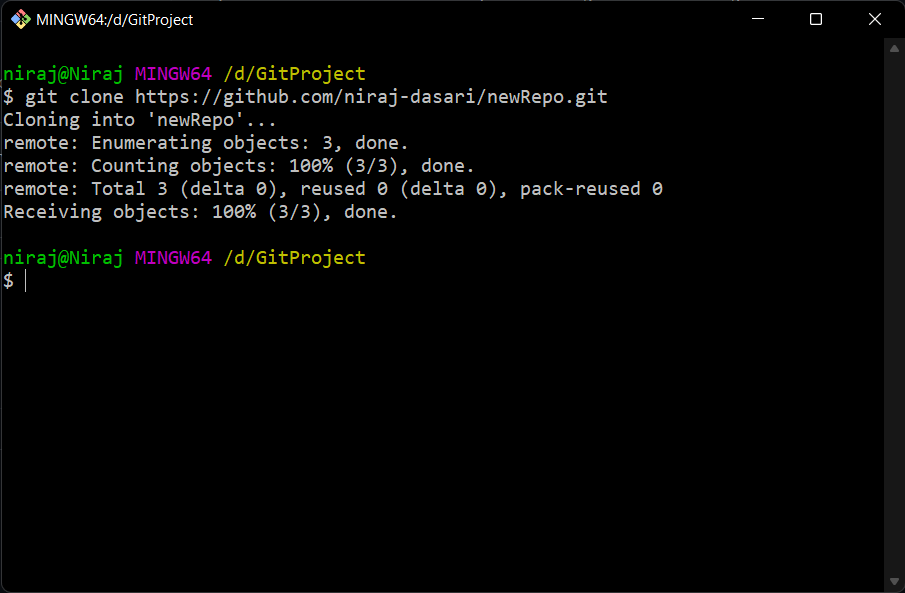 MINGW64:/d/GitProject
niraj@Niraj MINGW64 /d/GitProject
$ git clone https://github.com/niraj-dasari/newRepo.git
Cloning into 'newRepo'...
remote: Enumerating objects: 3, done.
remote: Counting objects: 100% (3/3), done.
remote: Total 3 (delta 0), reused 0 (delta 0), pack-reused 0
Receiving objects: 100% (3/3), done.
niraj@Niraj MINGW64 /d/GitProject
$